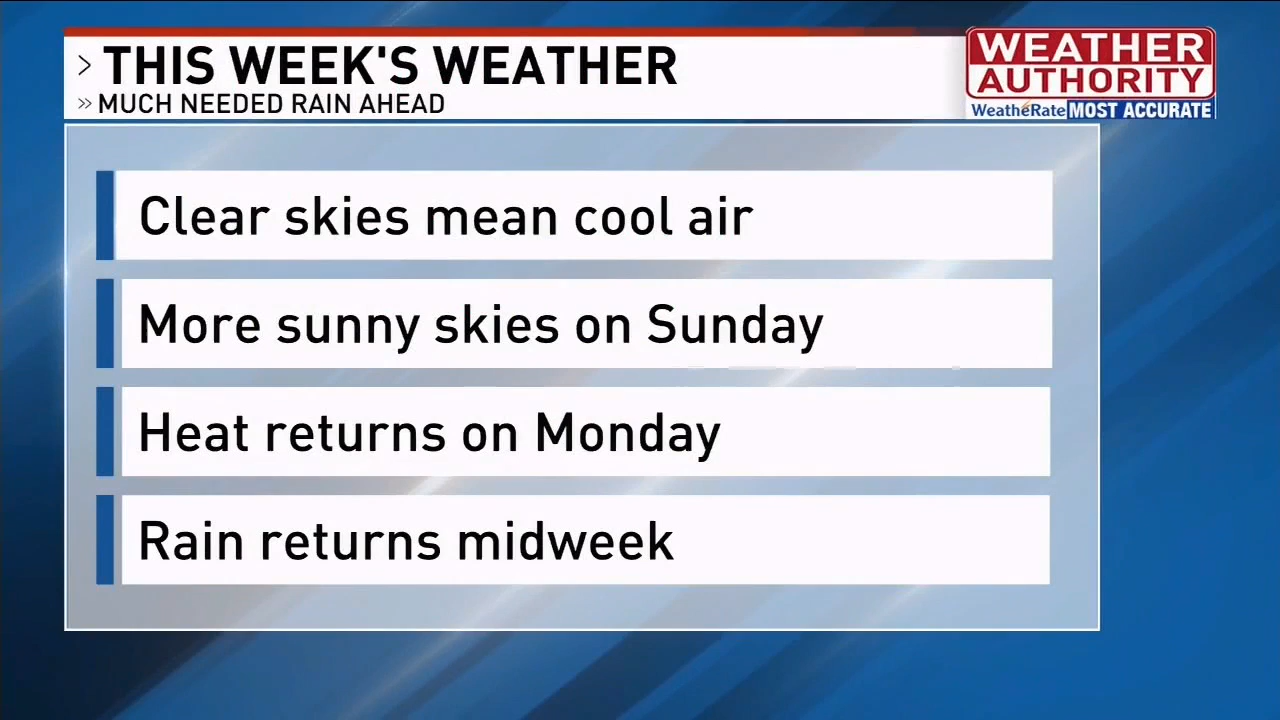 > THIS WEEK'S WEATHER
» MUCH NEEDED RAIN AHEAD
WEATHER
AUTHORITY
WeatheRate MOST ACCURATE
Clear skies mean cool air
More sunny skies on Sunday
Heat returns on Monday
Rain returns midweek